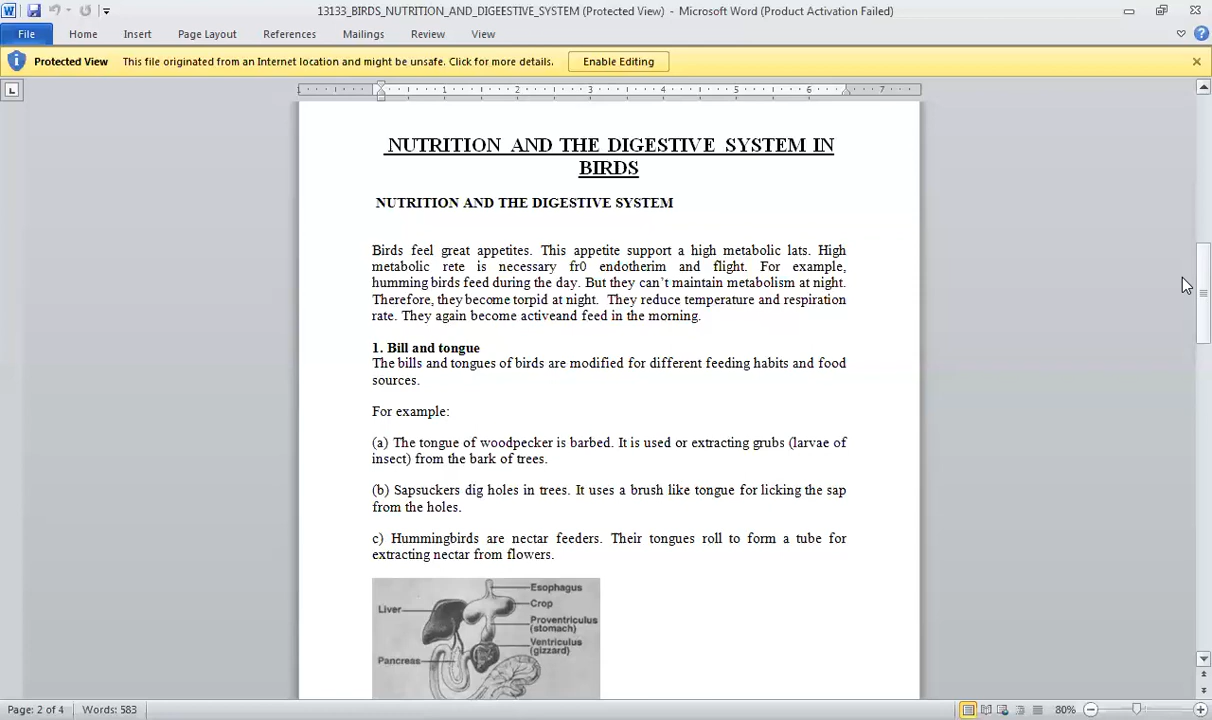 13133_BIRDS_NUTRITION_AND_DIGEESTIVE_SYSTEM (Protected View) - Microsoft Word (Product Activation Failed)
File Home Insert Page Layout References Mailings Review View
Protected View This file originated from an Internet location and might be unsafe. Click for more details. Enable Editing
1 1 2 3 4 5 6 7
NUTRITION AND THE DIGESTIVE SYSTEM IN
BIRDS
NUTRITION AND THE DIGESTIVE SYSTEM
Birds feel great appetites. This appetite support a high metabolic lats. High
metabolic rete is necessary fr0 endotherim and flight. For example,
humming birds feed during the day. But they can't maintain metabolism at night.
Therefore, they become torpid at night. They reduce temperature and respiration
rate. They again become activeand feed in the morning.
1. Bill and tongue
The bills and tongues of birds are modified for different feeding habits and food
sources.
For example:
(a) The tongue of woodpecker is barbed. It is used or extracting grubs (larvae of
insect) from the bark of trees.
(b) Sapsuckers dig holes in trees. It uses a brush like tongue for licking the sap
from the holes.
c) Hummingbirds are nectar feeders. Their tongues roll to form a tube for
extracting nectar from flowers.
Esophagus
Liver
Crop
Proventriculus
(stomach)
Ventriculus
(gizzard)
Pancreas
Page: 2 of 4 Words: 583 80%